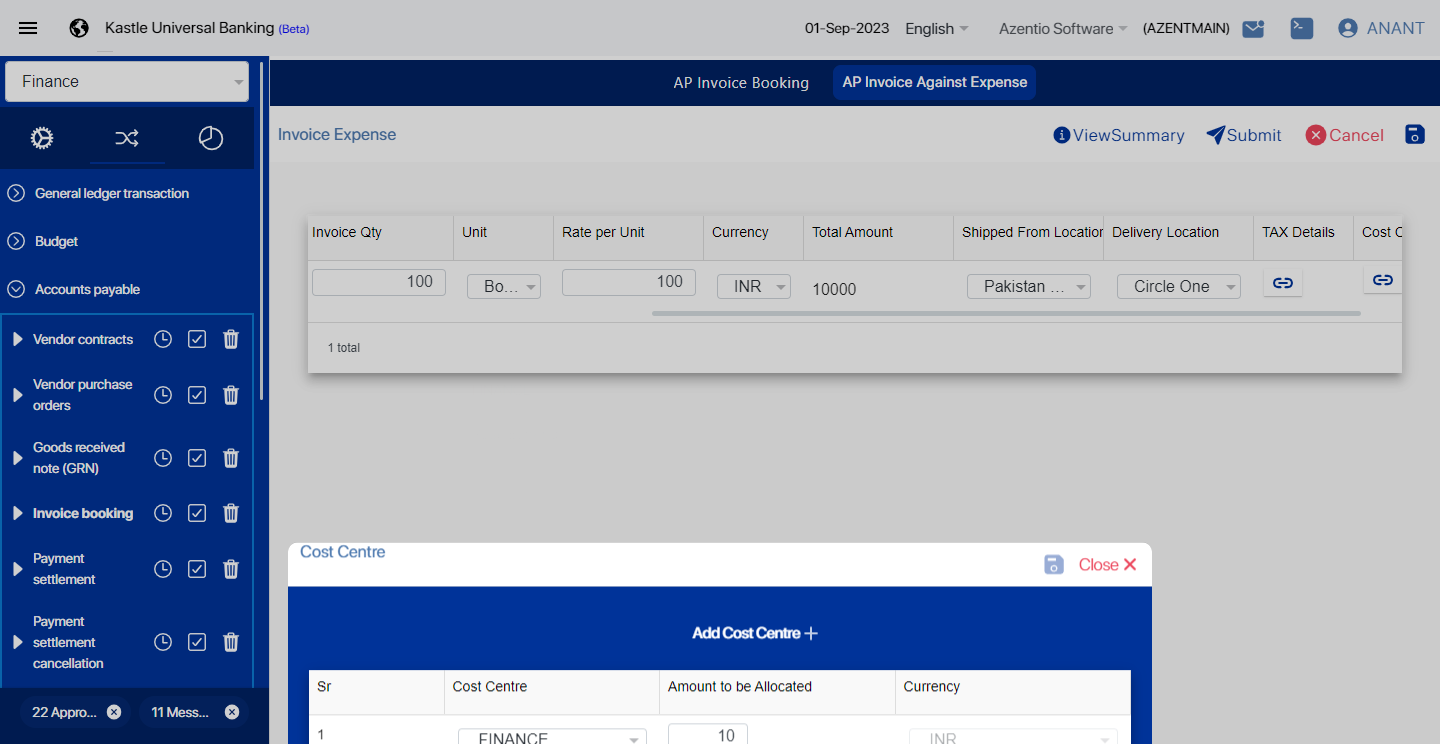 Kastle Universal Banking (Beta)
01-Sep-2023 English Azentio Software (AZENTMAIN) ANANT
Finance
AP Invoice Booking AP Invoice Against Expense
Invoice Expense
ViewSummary Submit Cancel
General ledger transaction
Budget
Accounts payable
Vendor contracts
Vendor purchase
orders
Goods received
note (GRN)
Invoice booking
Payment
settlement
Payment
settlement
cancellation
22 Appro... 11 Mess...
Invoice Qty Unit Rate per Unit Currency Total Amount Shipped From Location Delivery Location TAX Details Cost C
100 Bo... 100 INR 10000 Pakistan ... Circle One
1 total
Cost Centre
Close
Add Cost Centre +
Sr Cost Centre Amount to be Allocated Currency
1 FINANCE 10 INR